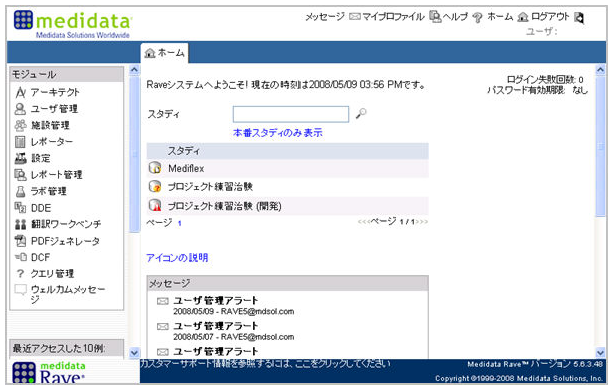 medidata
Medidata Solutions Worldwide
メッセージ マイプロファイル ヘルプ ホーム ログアウト
ユーザ:
ホーム
モジュール
アーキテクト
ユーザ管理
施設管理
レポーター
設定
レポート管理
ラボ管理
DDE
翻訳ワークベンチ
PDFジェネレータ
DCF
クエリ管理
ウェルカムメッセー
ジ
最近アクセスした10例:
medidata
Rave
Raveシステムへようこそ! 現在の時刻は2008/05/09 03:56 PMです。
ログイン失敗回数: 0
パスワード有効期限: なし
スタディ
本番スタディのみ表示
スタディ
Mediflex
プロジェクト練習治験
プロジェクト練習治験 (開発)
ページ 1
<<<ページ 1 / 1>>>
アイコンの説明
メッセージ
ユーザ管理アラート
2008/05/09 - RAVE5@mdsol.com
ユーザ管理アラート
2008/05/07 - RAVE5@mdsol.com
ユーザ管理アラート
カスタマーサポート情報を参照するには、ここをクリックしてください
Medidata Rave™ バージョン 5.6.3.48
Copyright ©1999-2008 Medidata Solutions, Inc.